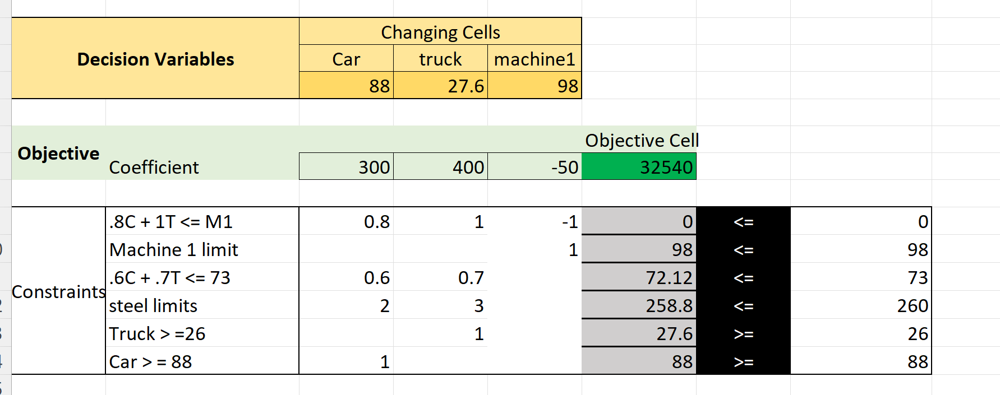 Changing Cells
Decision Variables
Car truck machine1
88 27.6 98
Objective Cell
Objective
Coefficient 300 400 -50 32540
.8C + 1T <= M1 0.8 1 -1 0 <= 0
Machine 1 limit 1 98 <= 98
.6C + .7T <= 73 0.6 0.7 72.12 <= 73
Constraints
steel limits 2 3 258.8 <= 260
Truck > =26 1 27.6 >= 26
Car > = 88 1 88 >= 88